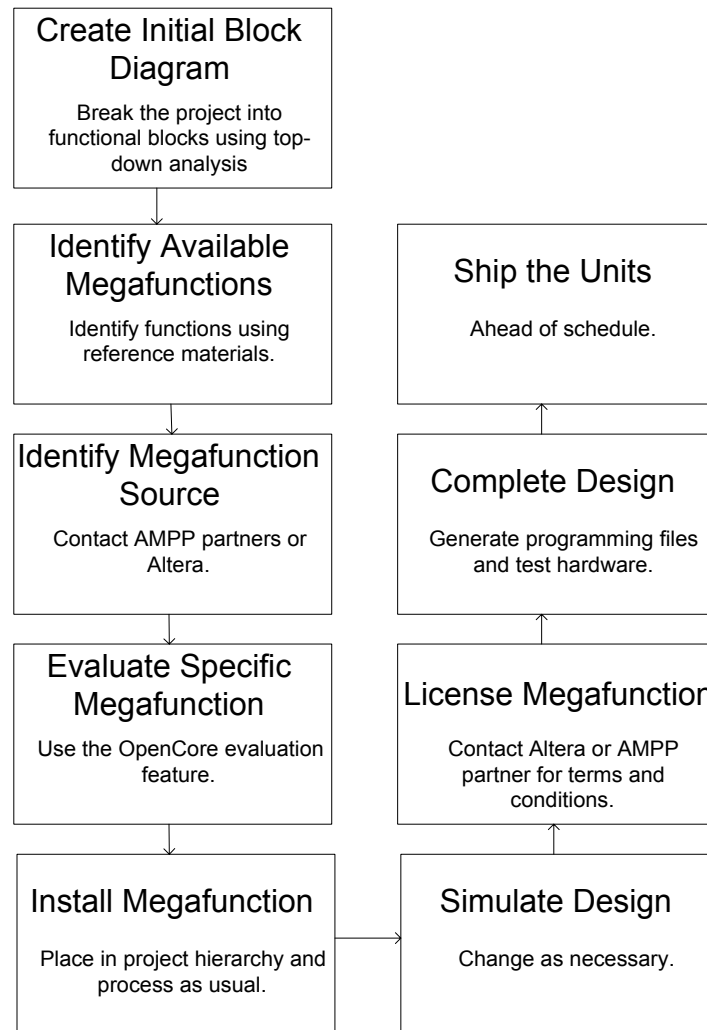 Create Initial Block
Diagram
Break the project into
functional blocks using top-
down analysis
Identify Available
Megafunctions
Identify functions using
reference materials.
Identify Megafunction
Source
Contact AMPP partners or
Altera.
Evaluate Specific
Megafunction
Use the OpenCore evaluation
feature.
Install Megafunction
Place in project hierarchy and
process as usual.
Simulate Design
Change as necessary.
License Megafunction
Contact Altera or AMPP
partner for terms and
conditions.
Complete Design
Generate programming files
and test hardware.
Ship the Units
Ahead of schedule.